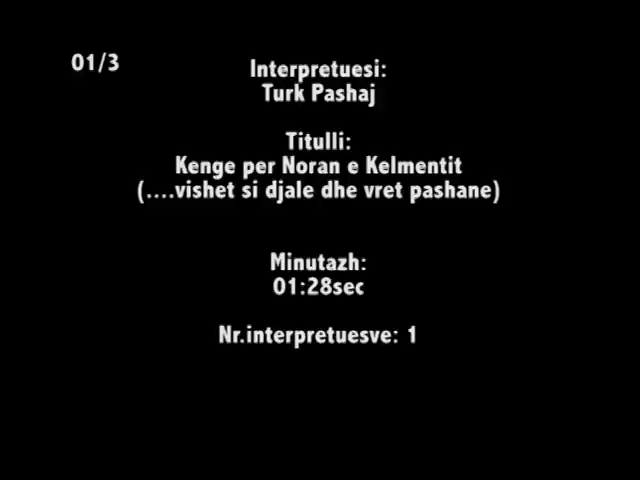 01/3
Interpretuesi:
Turk Pashaj
Titulli:
Kenge per Noran e Kelmentit
(....vishet si djale dhe vret pashane)
Minutazh:
01:28sec
Nr.interpretuesve: 1